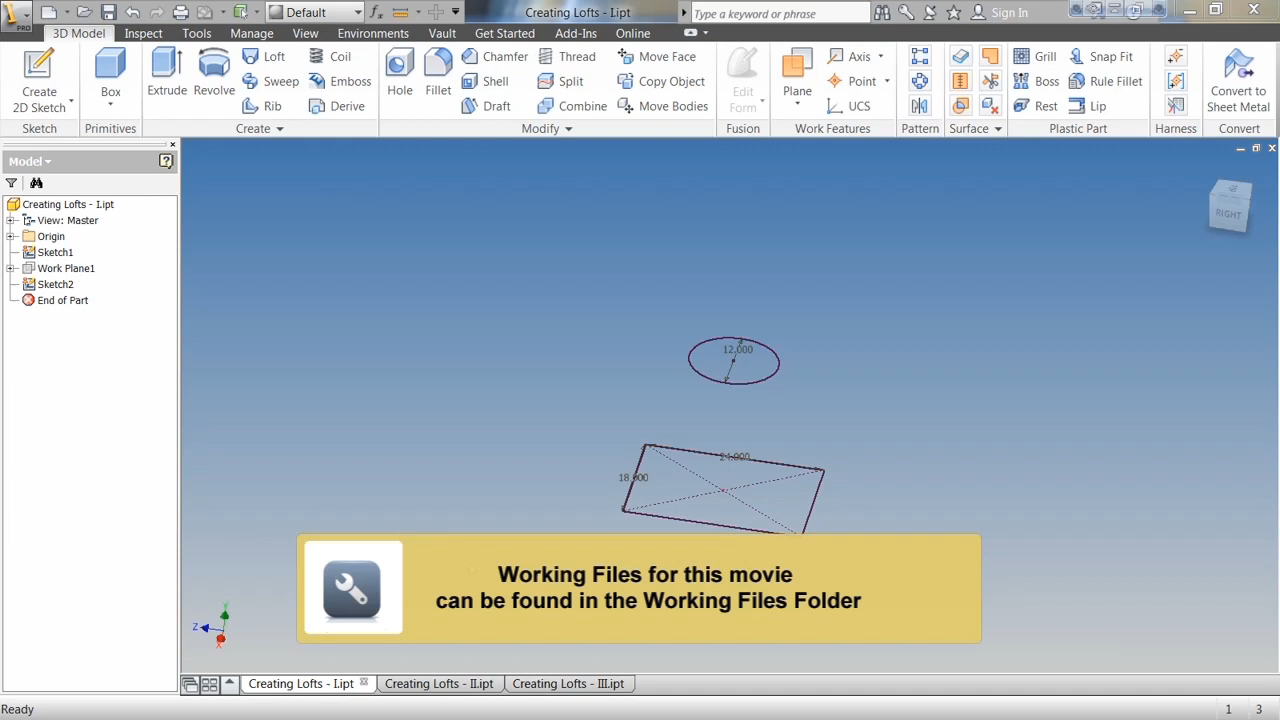 Default
Creating Lofts - I.ipt
Type a keyword or phrase
Sign In
PRO
3D Model
Inspect
Tools
Manage
View
Environments
Vault
Get Started
Add-Ins
Online
Create
2D Sketch
Box
Extrude
Revolve
Loft
Sweep
Rib
Coil
Emboss
Derive
Hole
Fillet
Chamfer
Shell
Draft
Thread
Split
Combine
Move Face
Copy Object
Move Bodies
Edit
Form
Plane
Axis
Point
UCS
Grill
Boss
Rest
Snap Fit
Rule Fillet
Lip
Convert to
Sheet Metal
Sketch
Primitives
Create
Modify
Fusion
Work Features
Pattern
Surface
Plastic Part
Harness
Convert
Model
Creating Lofts - I.ipt
View: Master
Origin
Sketch1
Work Plane1
Sketch2
End of Part
RIGHT
12.000
24.000
18.000
Working Files for this movie
can be found in the Working Files Folder
Y
Z
X
Creating Lofts - I.ipt
Creating Lofts - II.ipt
Creating Lofts - III.ipt
Ready
1
3